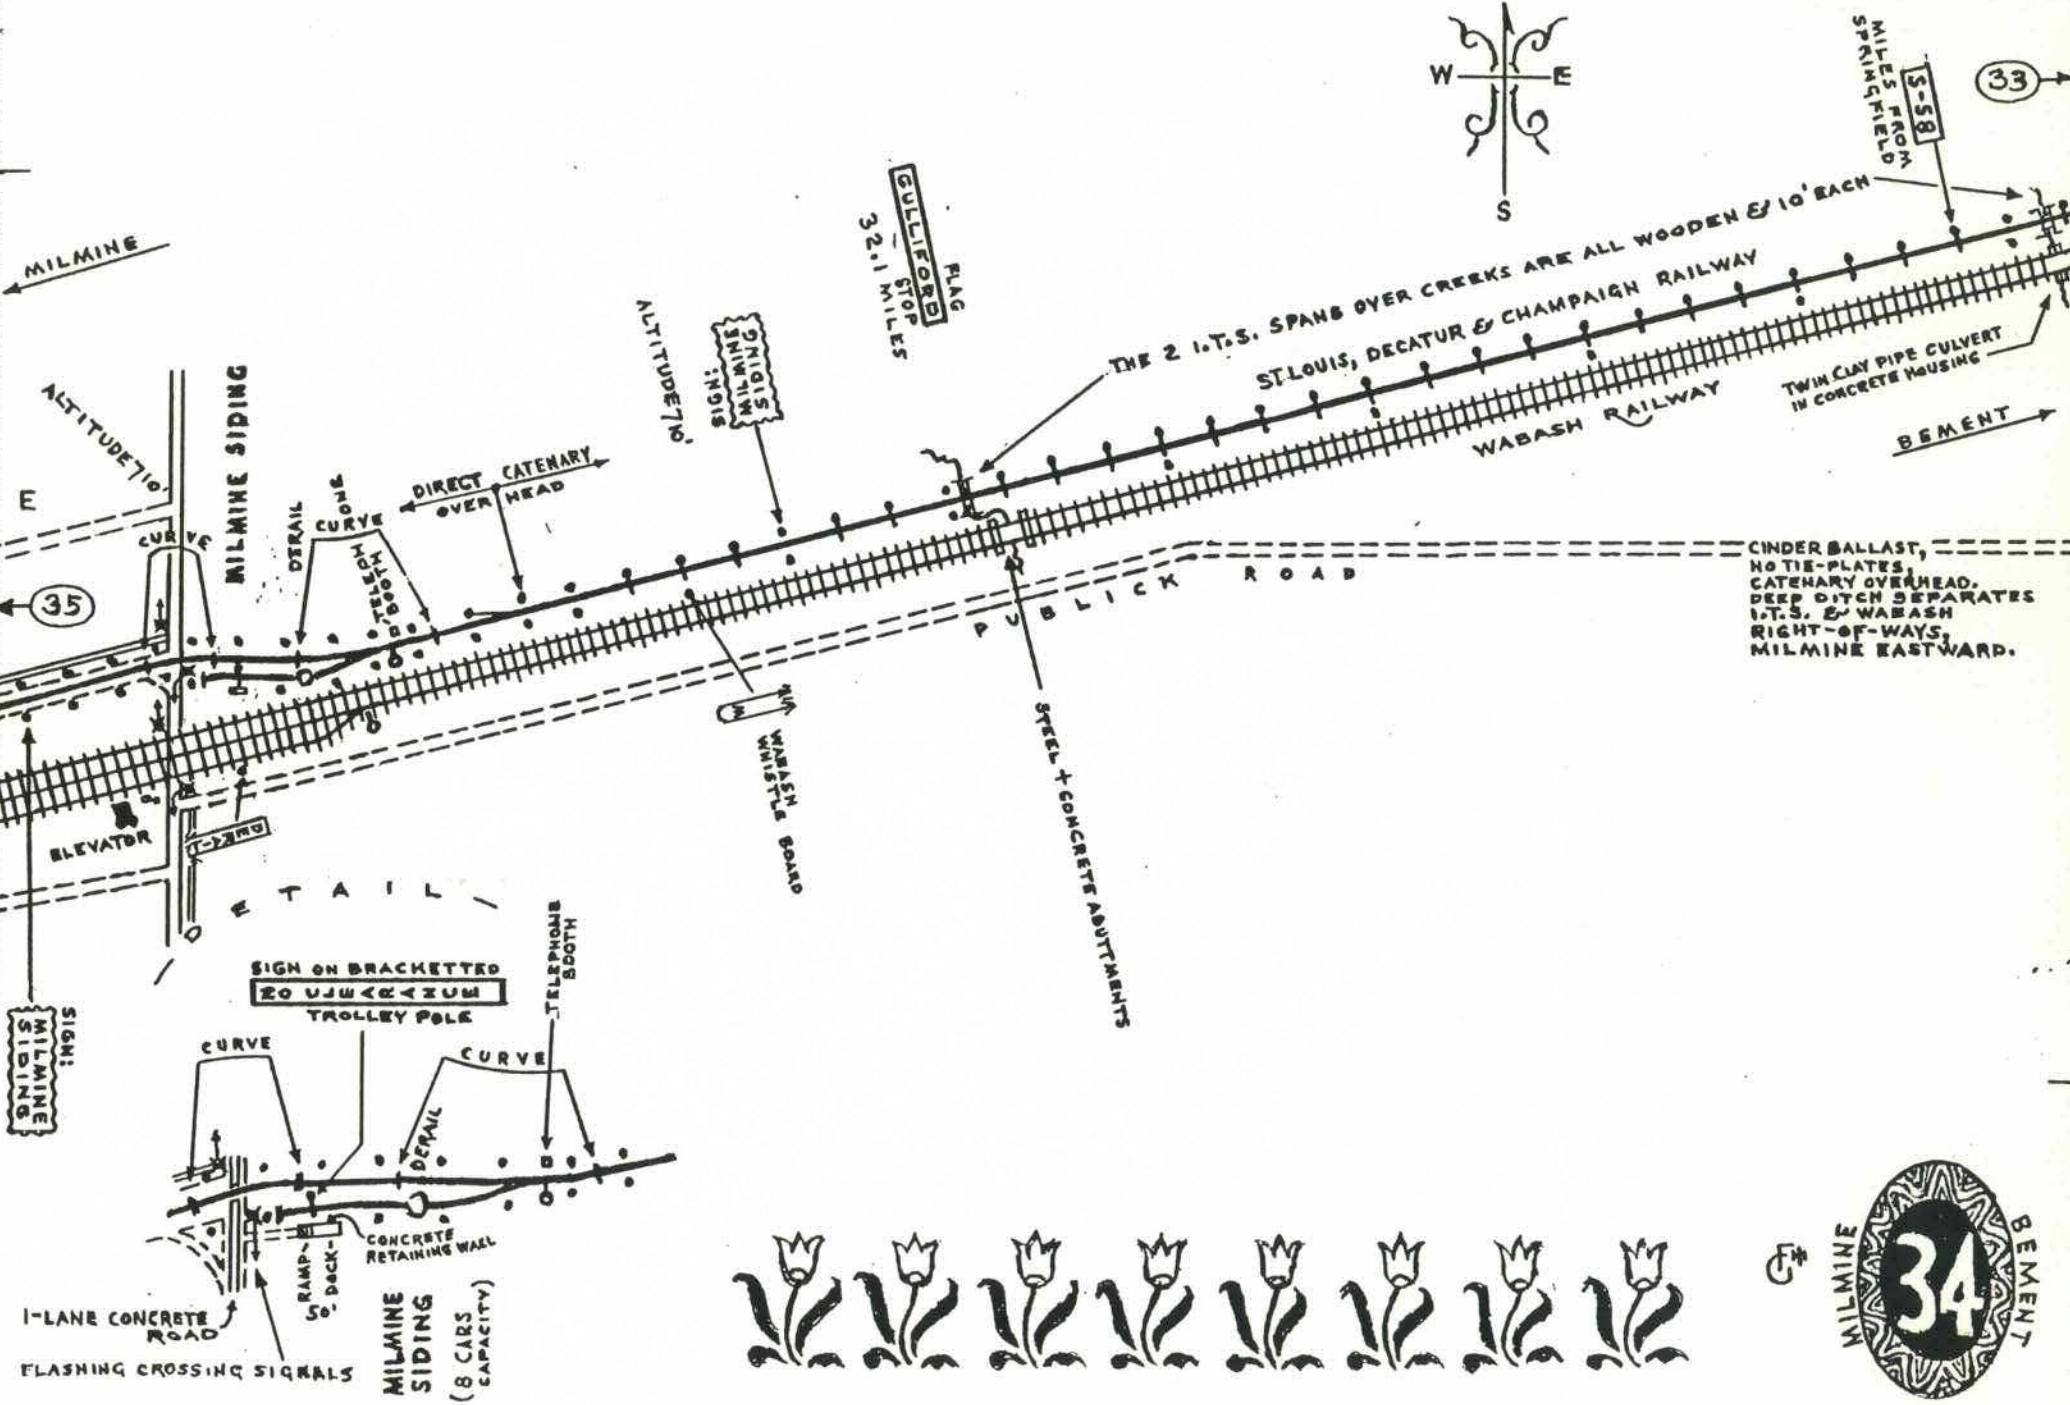 W E
S
MILES FROM
SPRINGFIELD
S-58
33
MILMINE
GULLIFORD
FLAG
STOP
32.1 MILES
THE 2 I.T.S. SPANS OVER CREEKS ARE ALL WOODEN & 10' EACH
ST. LOUIS, DECATUR & CHAMPAIGN RAILWAY
WABASH RAILWAY
TWIN CLAY PIPE CULVERT
IN CONCRETE HOUSING
BEMENT
ALTITUDE 710'
SIGN:
MILMINE
SIDING
ALTITUDE 710'
MILMINE SIDING
DERAIL
CURVE
TELEPHONE
BOOTH
DIRECT CATENARY
OVERHEAD
E
CURVE
35
PUBLICK ROAD
CINDER BALLAST,
NO TIE-PLATES,
CATENARY OVERHEAD.
DEEP DITCH SEPARATES
I.T.S. & WABASH
RIGHT-OF-WAYS,
MILMINE EASTWARD.
W
WABASH
WHISTLE BOARD
STEEL + CONCRETE ABUTTMENTS
ELEVATOR
ETAIL
SIGN ON BRACKETTED
NO CLEARANCE
TROLLEY POLE
TELEPHONE
BOOTH
SIGN:
MILMINE
SIDING
CURVE
CURVE
DERAIL
CONCRETE
RETAINING WALL
RAMP
50' DOCK
1-LANE CONCRETE
ROAD
FLASHING CROSSING SIGNALS
MILMINE
SIDING
(8 CARS
CAPACITY)
MILMINE
34
BEMENT